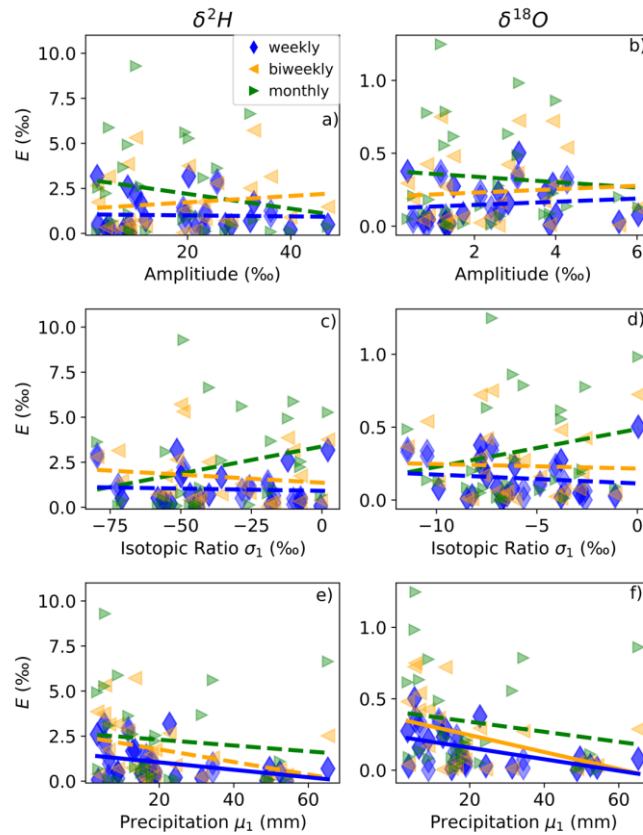 δ²H δ¹⁸O
weekly
biweekly
monthly
a)
b)
E (‰)
10.0
7.5
5.0
2.5
0.0
1.0
0.5
0.0
0 20 40
0 2 4 6
Amplitiude (‰) Amplitiude (‰)
c)
d)
E (‰)
10.0
7.5
5.0
2.5
0.0
1.0
0.5
0.0
−75 −50 −25 0
−10 −5 0
Isotopic Ratio σ₁ (‰) Isotopic Ratio σ₁ (‰)
e)
f)
E (‰)
10.0
7.5
5.0
2.5
0.0
1.0
0.5
0.0
20 40 60
20 40 60
Precipitation μ₁ (mm) Precipitation μ₁ (mm)